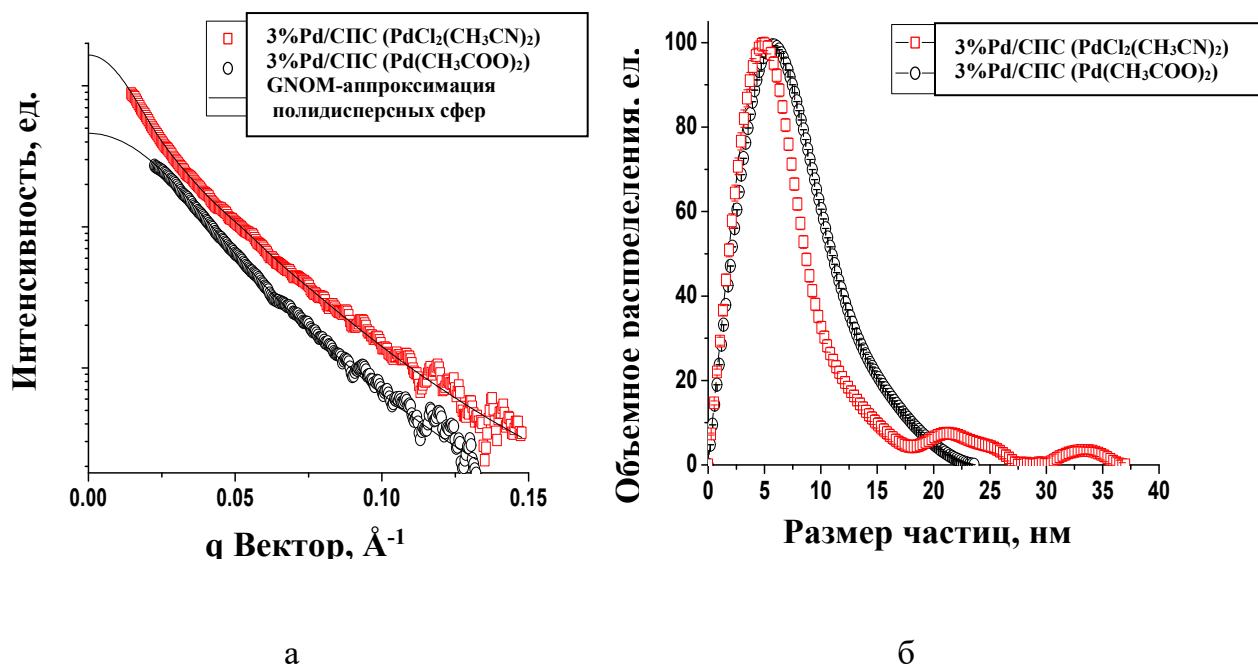 3%Pd/СПС (PdCl₂(CH₃CN)₂)
3%Pd/СПС (Pd(CH₃COO)₂)
GNOM-аппроксимация
полидисперсных сфер
Интенсивность, ед.
0.00 0.05 0.10 0.15
q Вектор, Å⁻¹
а
3%Pd/СПС (PdCl₂(CH₃CN)₂)
3%Pd/СПС (Pd(CH₃COO)₂)
Объемное распределения, ед.
100
80
60
40
20
0
0 5 10 15 20 25 30 35 40
Размер частиц, нм
б